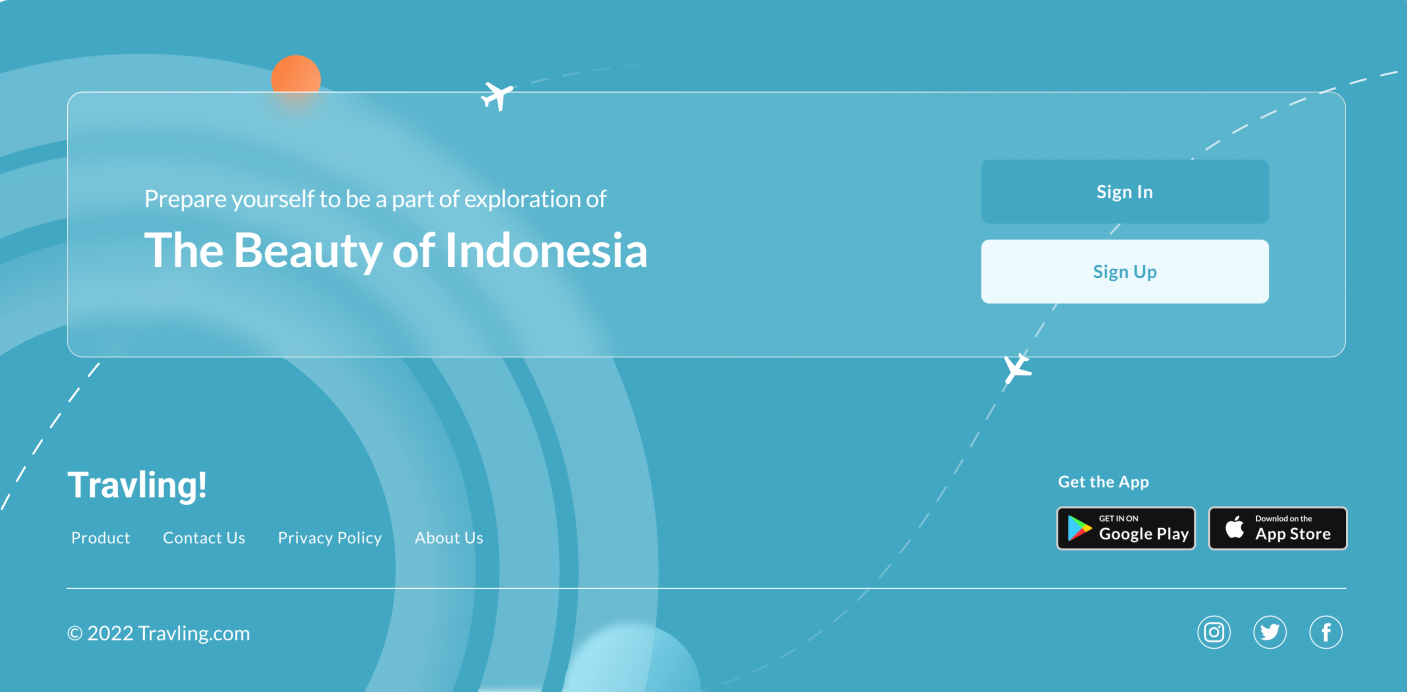 Prepare yourself to be a part of exploration of
The Beauty of Indonesia
Sign In
Sign Up
Travling!
Product Contact Us Privacy Policy About Us
Get the App
GET IN ON
Google Play
Downlod on the
App Store
© 2022 Travling.com